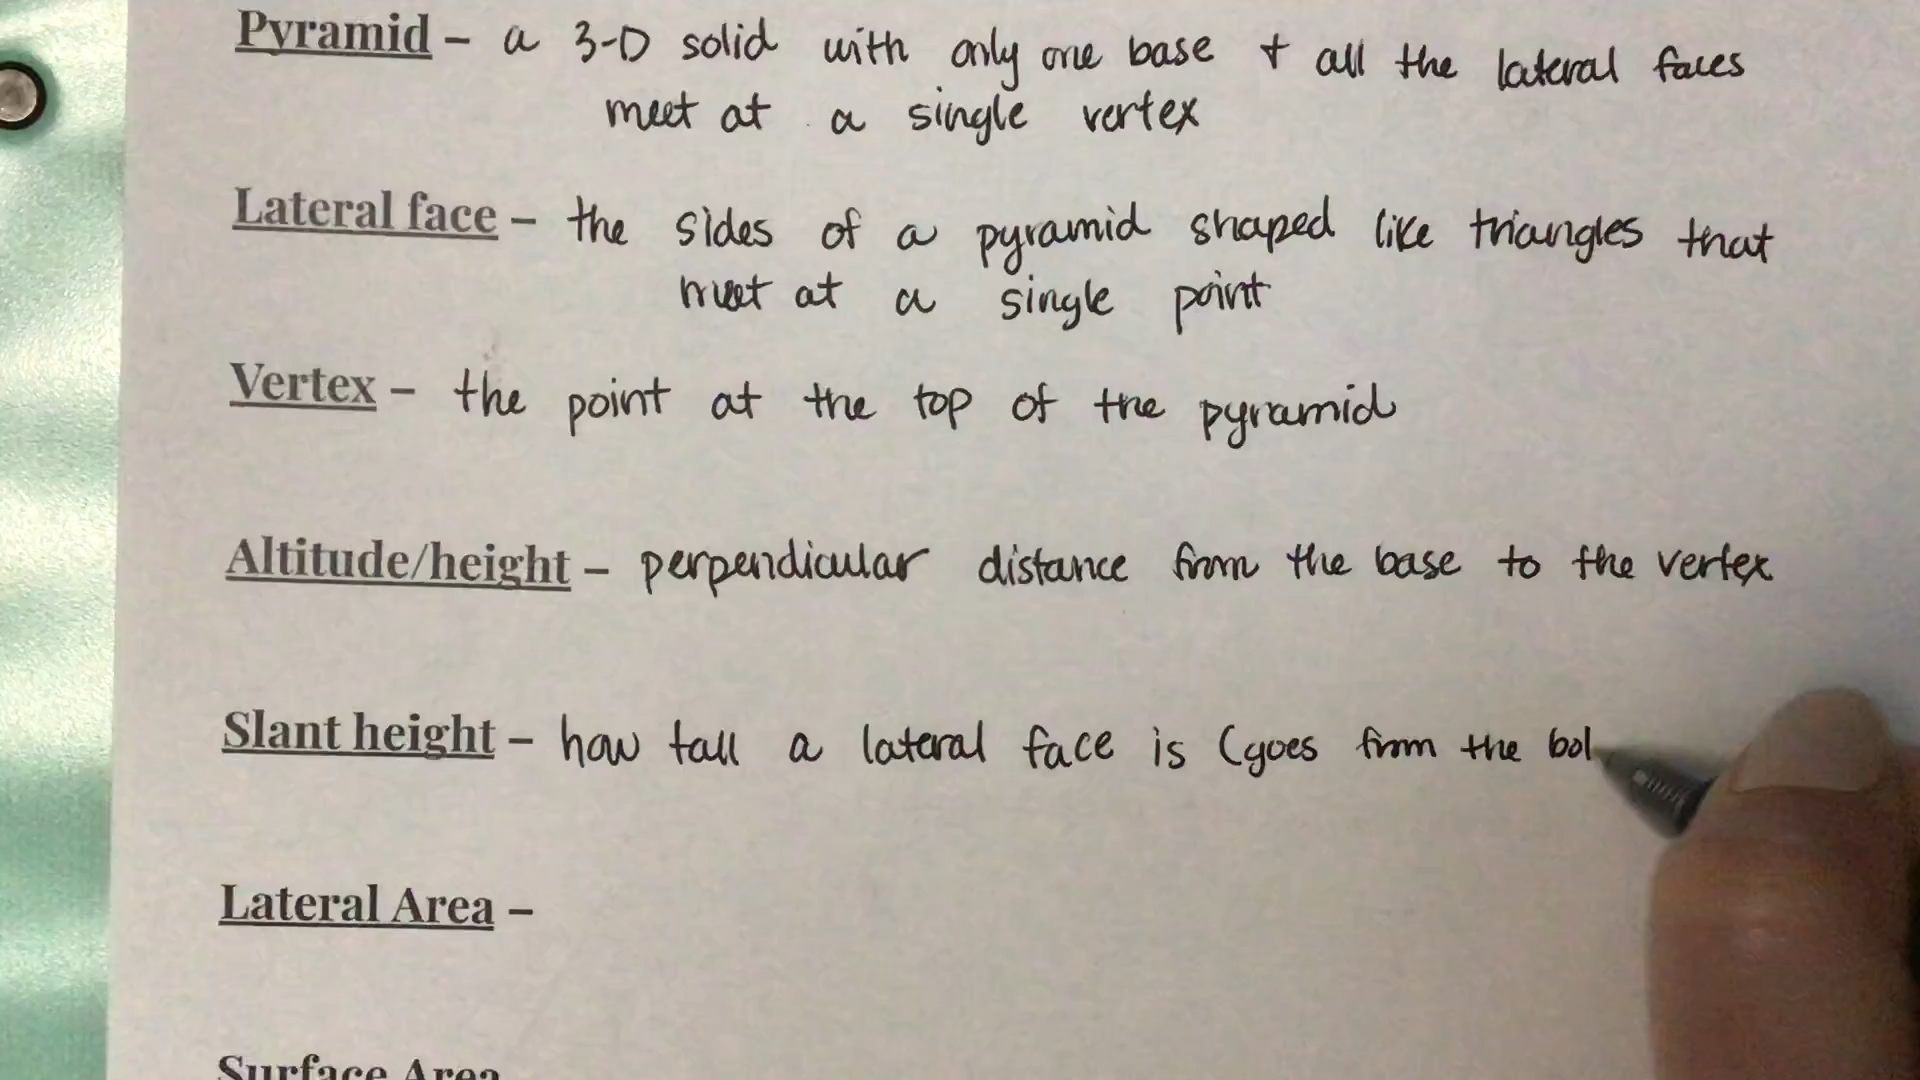 Pyramid – a 3-D solid with only one base + all the lateral faces
meet at a single vertex
Lateral face – the sides of a pyramid shaped like triangles that
meet at a single point
Vertex – the point at the top of the pyramid
Altitude/height – perpendicular distance from the base to the vertex
Slant height – how tall a lateral face is (goes from the bot
Lateral Area –
Surface Area